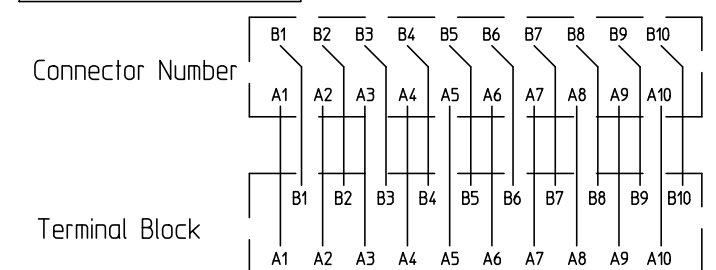 B1 B2 B3 B4 B5 B6 B7 B8 B9 B10
Connector Number
A1 A2 A3 A4 A5 A6 A7 A8 A9 A10
B1 B2 B3 B4 B5 B6 B7 B8 B9 B10
Terminal Block
A1 A2 A3 A4 A5 A6 A7 A8 A9 A10